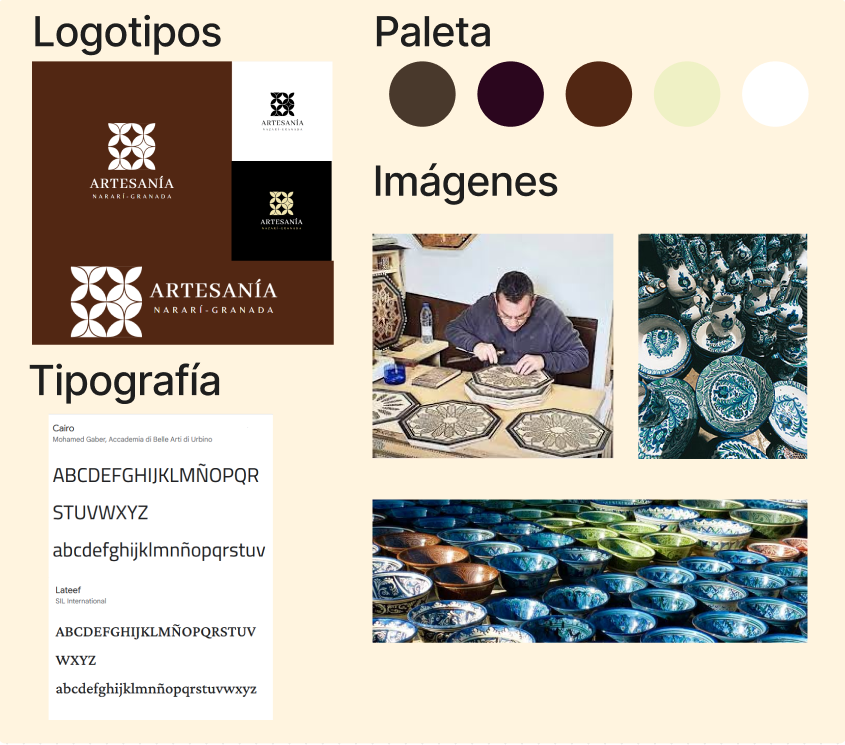 Logotipos
ARTESANÍA
NARARÍ-GRANADA
ARTESANÍA
NARARÍ-GRANADA
ARTESANÍA
NARARÍ-GRANADA
ARTESANÍA
NARARÍ-GRANADA
Tipografía
Cairo
Mohamed Gaber, Accademia di Belle Arti di Urbino
ABCDEFGHIJKLMÑOPQR
STUVWXYZ
abcdefghijklmnñopqrstuv
Lateef
SIL International
ABCDEFGHIJKLMÑOPQRSTUV
WXYZ
abcdefghijklmnñopqrstuvwxyz
Paleta
Imágenes